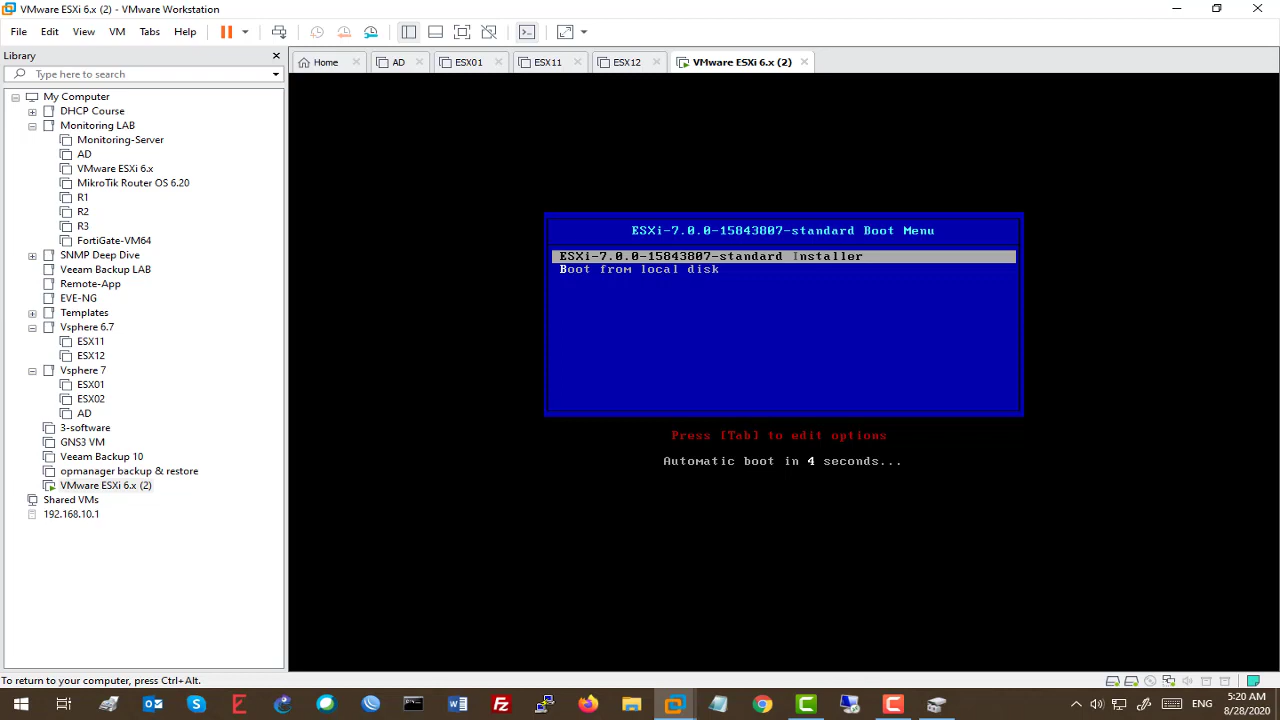 VMware ESXi 6.x (2) - VMware Workstation
File Edit View VM Tabs Help
Library
Type here to search
Home AD ESX01 ESX11 ESX12 VMware ESXi 6.x (2)
My Computer
DHCP Course
Monitoring LAB
Monitoring-Server
AD
VMware ESXi 6.x
MikroTik Router OS 6.20
R1
R2
R3
FortiGate-VM64
SNMP Deep Dive
Veeam Backup LAB
Remote-App
EVE-NG
Templates
Vsphere 6.7
ESX11
ESX12
Vsphere 7
ESX01
ESX02
AD
3-software
GNS3 VM
Veeam Backup 10
opmanager backup & restore
VMware ESXi 6.x (2)
Shared VMs
192.168.10.1
ESXi-7.0.0-15843807-standard Boot Menu
ESXi-7.0.0-15843807-standard Installer
Boot from local disk
Press [Tab] to edit options
Automatic boot in 4 seconds...
To return to your computer, press Ctrl+Alt.
ENG
5:20 AM
8/28/2020